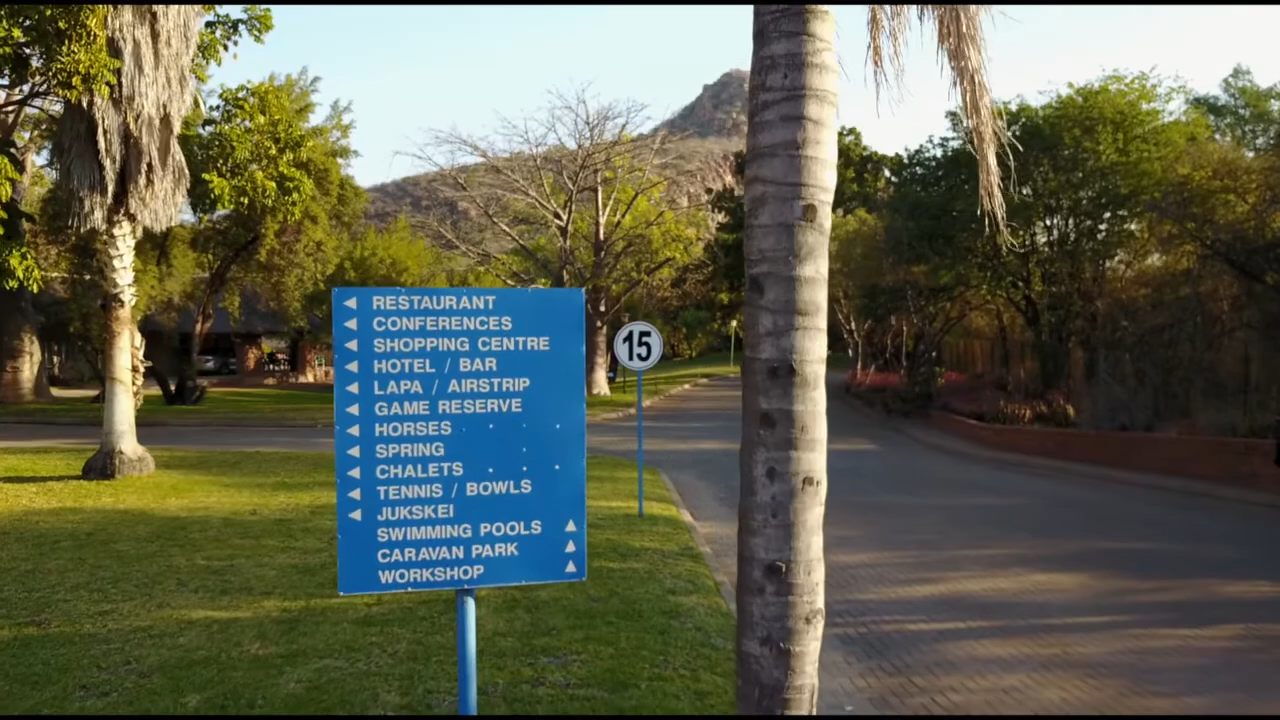 ◄ RESTAURANT
◄ CONFERENCES
◄ SHOPPING CENTRE
◄ HOTEL / BAR
◄ LAPA / AIRSTRIP
◄ GAME RESERVE
◄ HORSES
◄ SPRING
◄ CHALETS
◄ TENNIS / BOWLS
◄ JUKSKEI
SWIMMING POOLS ▲
CARAVAN PARK ▲
WORKSHOP ▲
15